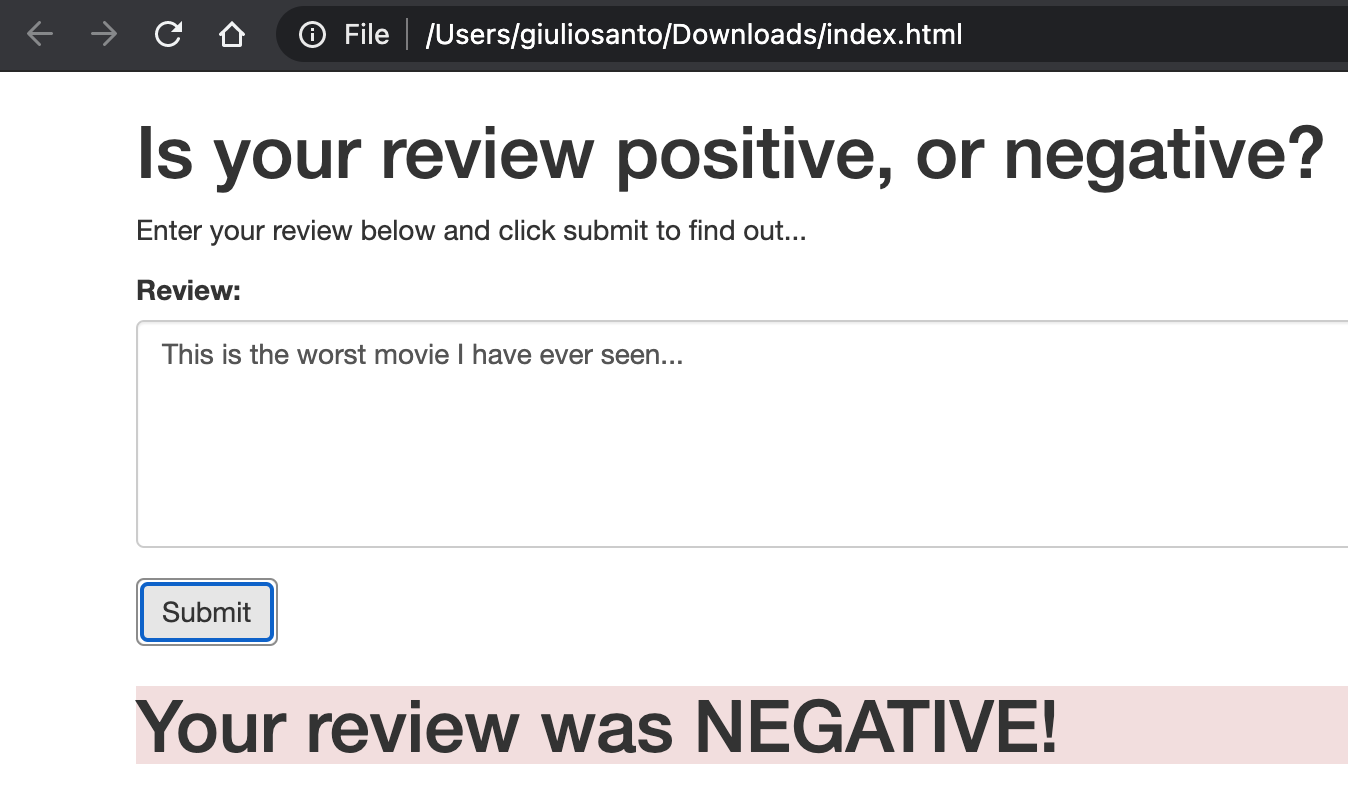 File /Users/giuliosanto/Downloads/index.html
Is your review positive, or negative?
Enter your review below and click submit to find out...
Review:
This is the worst movie I have ever seen...
Submit
Your review was NEGATIVE!